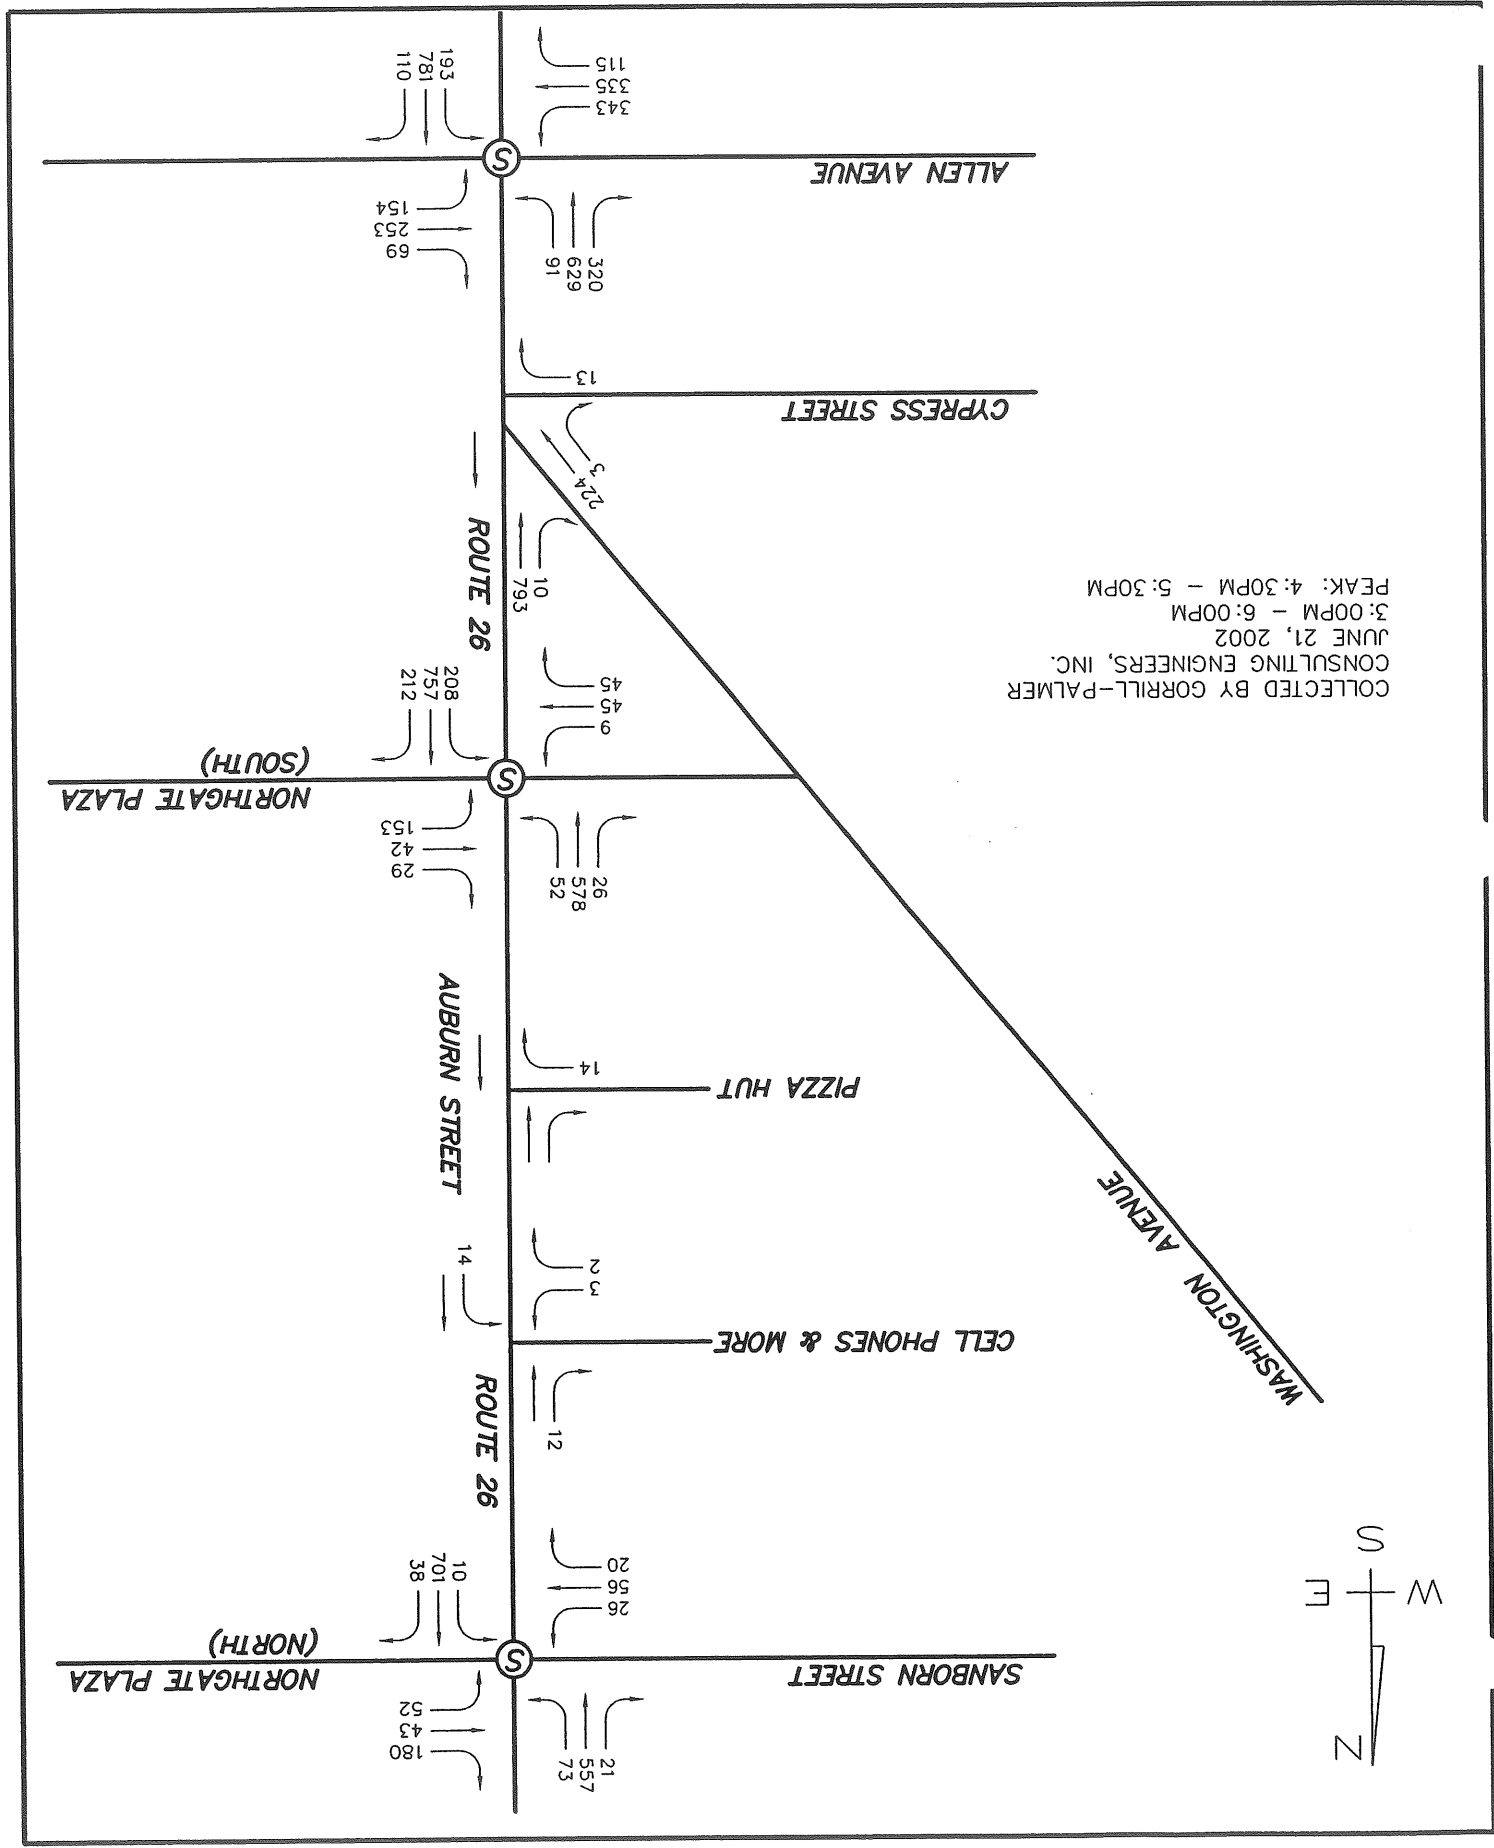 N
W E
S
21
557
73
180
43
52
SANBORN STREET
NORTHGATE PLAZA
(NORTH)
S
26
56
20
10
701
38
ROUTE 26
12
CELL PHONES & MORE
3
2
14
WASHINGTON AVENUE
AUBURN STREET
PIZZA HUT
14
26
578
52
29
42
153
NORTHGATE PLAZA
(SOUTH)
S
9
45
45
208
757
212
COLLECTED BY GORRILL-PALMER
CONSULTING ENGINEERS, INC.
JUNE 21, 2002
3:00PM - 6:00PM
PEAK: 4:30PM - 5:30PM
ROUTE 26
10
793
224
3
CYPRESS STREET
13
320
629
91
69
253
154
ALLEN AVENUE
S
343
335
115
193
781
110